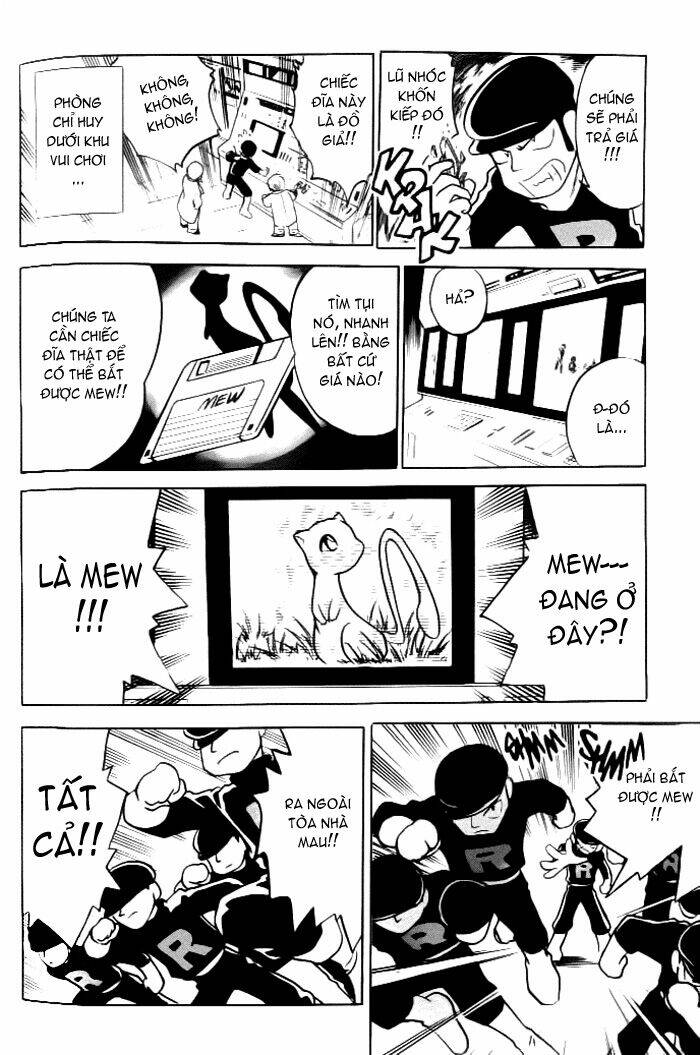 PHÒNG
CHỈ HUY
DƯỚI KHU
VUI CHƠI
...
KHÔNG,
KHÔNG,
KHÔNG!
CHIẾC
ĐĨA NÀY
LÀ ĐỒ
GIẢ!!
LŨ NHÓC
KHỐN
KIẾP ĐÓ
!!
CHÚNG
SẼ PHẢI
TRẢ GIÁ
!!!
R
CHÚNG TA
CẦN CHIẾC
ĐĨA THẬT ĐỂ
CÓ THỂ BẮT
ĐƯỢC MEW!!
MEW
TÌM TỤI
NÓ, NHANH
LÊN!! BẰNG
BẤT CỨ
GIÁ NÀO!
HẢ?
Đ-ĐÓ
LÀ...
LÀ MEW
!!!
MEW---
ĐANG Ở
ĐÂY?!
TẤT
CẢ!!
RA NGOÀI
TÒA NHÀ
MAU!!
R
R
SHMM
SHMM
PHẢI BẮT
ĐƯỢC MEW
!!
R
R
R